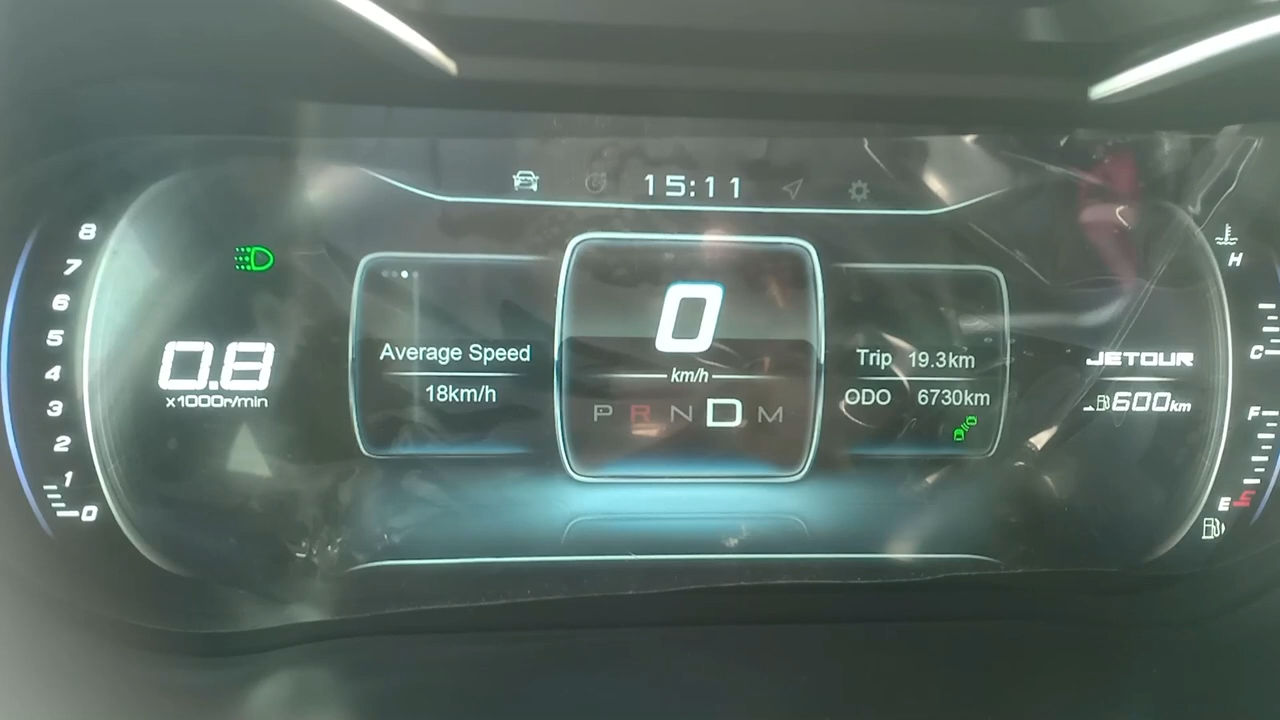 15:11
8
7
6
5
4
3
2
1
0
0.8
x1000r/min
Average Speed
18km/h
0
km/h
P R N D M
Trip 19.3km
ODO 6730km
JETOUR
600km
H
C
F
E